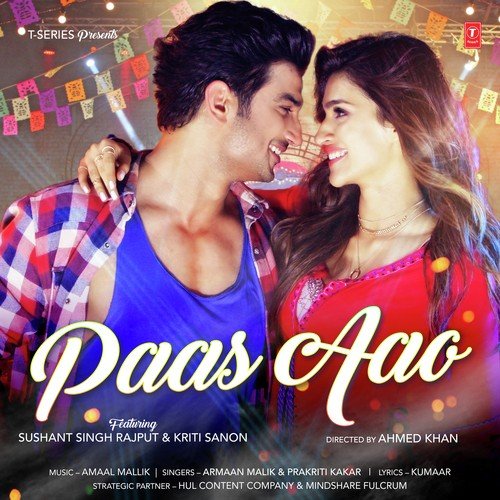 T-SERIES Presents
T
T-Series
Paas Aao
Featuring
SUSHANT SINGH RAJPUT & KRITI SANON
DIRECTED BY AHMED KHAN
MUSIC – AMAAL MALLIK | SINGERS – ARMAAN MALIK & PRAKRITI KAKAR | LYRICS – KUMAAR
STRATEGIC PARTNER – HUL CONTENT COMPANY & MINDSHARE FULCRUM